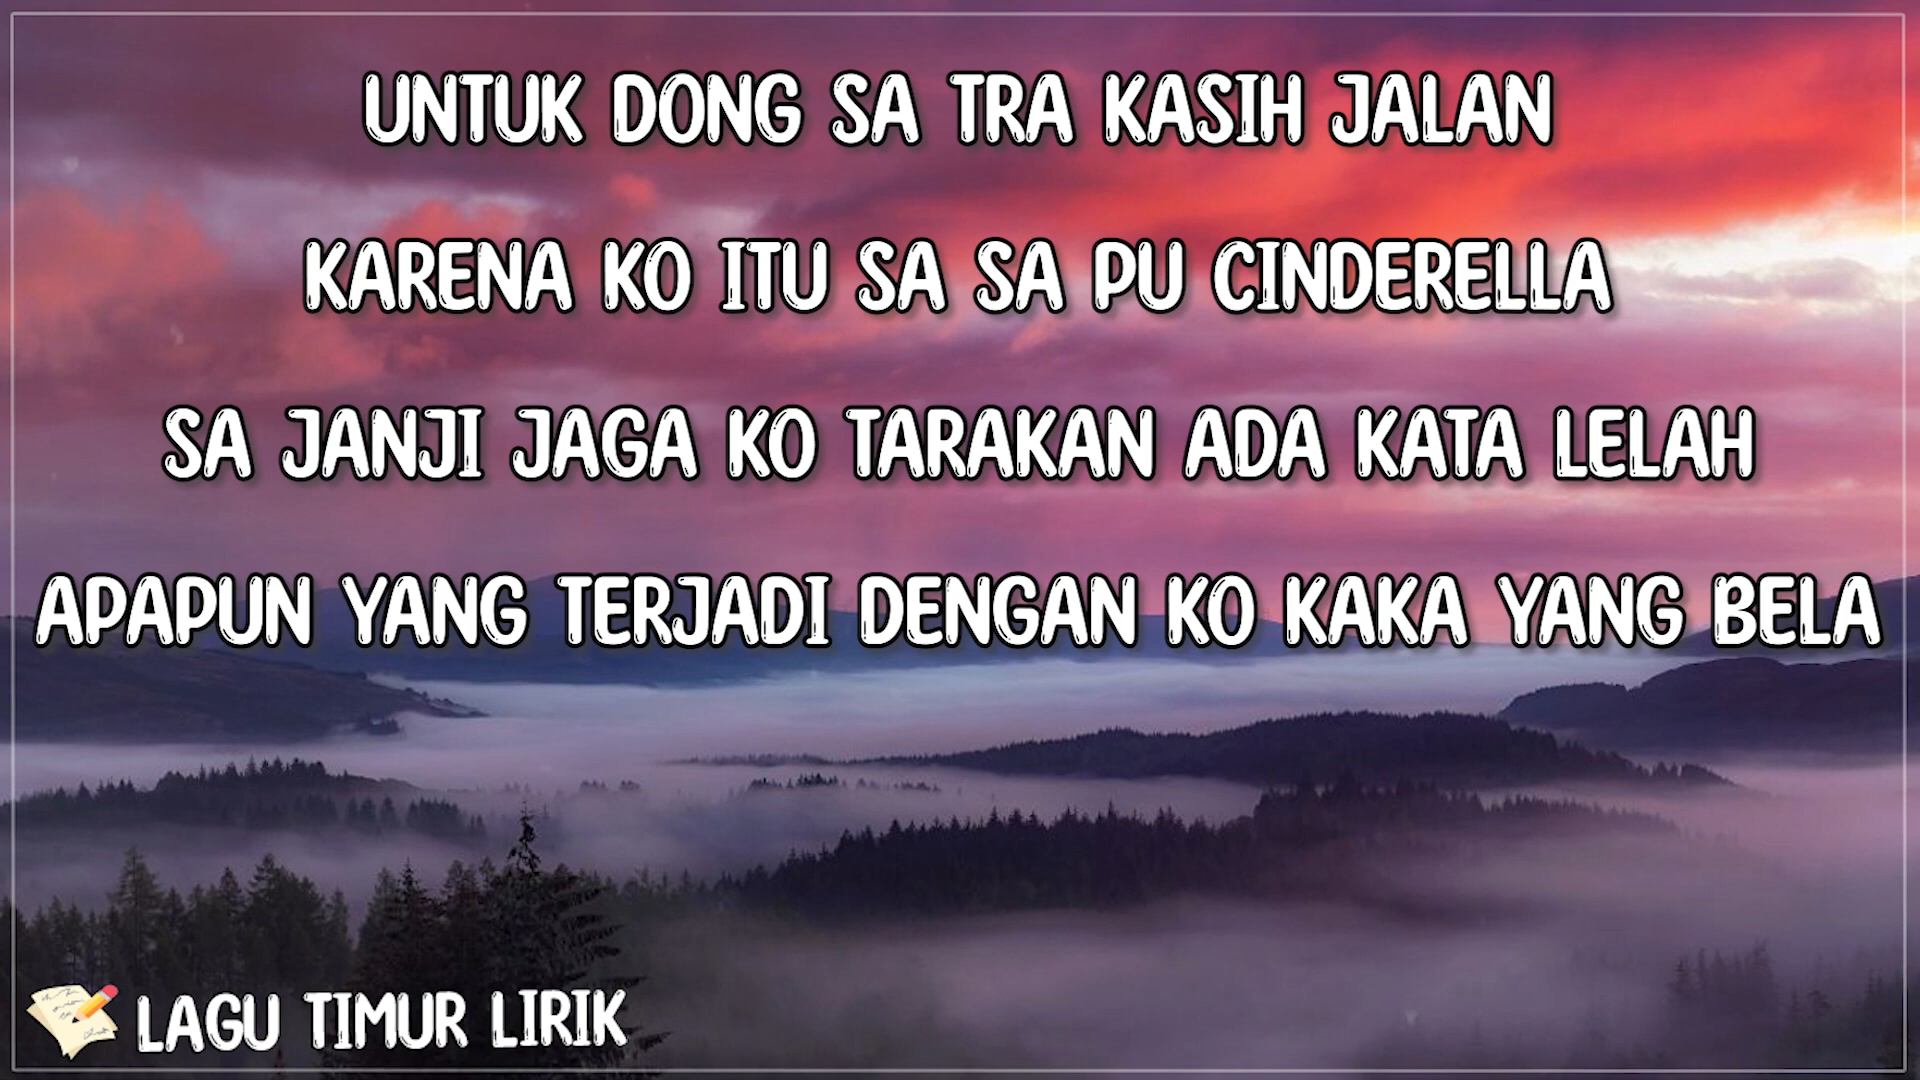 UNTUK DONG SA TRA KASIH JALAN
KARENA KO ITU SA SA PU CINDERELLA
SA JANJI JAGA KO TARAKAN ADA KATA LELAH
APAPUN YANG TERJADI DENGAN KO KAKA YANG BELA
LAGU TIMUR LIRIK